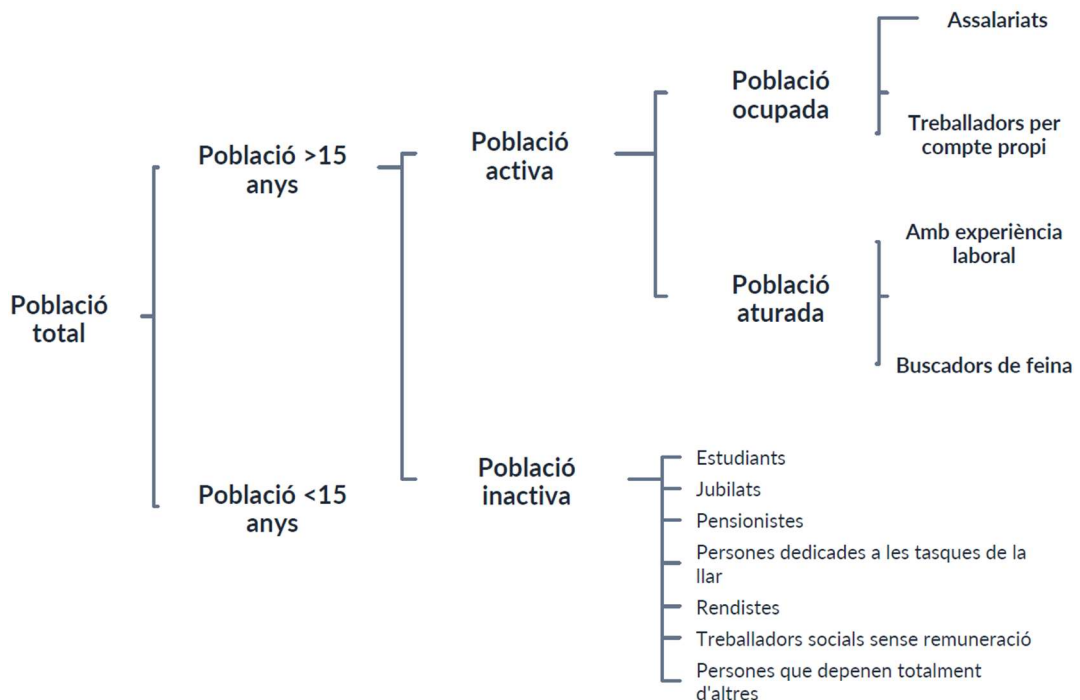 Població
total
Població >15
anys
Població <15
anys
Població
activa
Població
inactiva
Població
ocupada
Població
aturada
Assalariats
Treballadors per
compte propi
Amb experiència
laboral
Buscadors de feina
Estudiants
Jubilats
Pensionistes
Persones dedicades a les tasques de la
llar
Rendistes
Treballadors socials sense remuneració
Persones que depenen totalment
d'altres